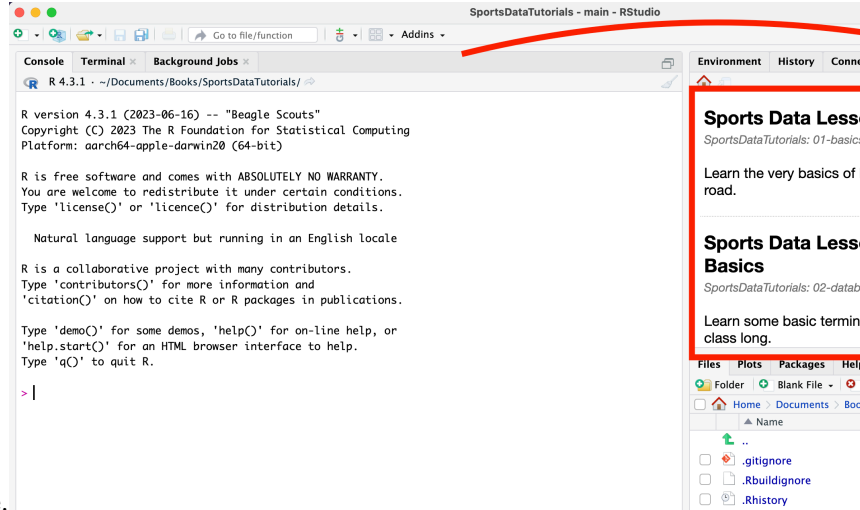 SportsDataTutorials - main - RStudio
Go to file/function
Addins
Console Terminal Background Jobs
R 4.3.1 · ~/Documents/Books/SportsDataTutorials/
R version 4.3.1 (2023-06-16) -- "Beagle Scouts"
Copyright (C) 2023 The R Foundation for Statistical Computing
Platform: aarch64-apple-darwin20 (64-bit)
R is free software and comes with ABSOLUTELY NO WARRANTY.
You are welcome to redistribute it under certain conditions.
Type 'license()' or 'licence()' for distribution details.
Natural language support but running in an English locale
R is a collaborative project with many contributors.
Type 'contributors()' for more information and
'citation()' on how to cite R or R packages in publications.
Type 'demo()' for some demos, 'help()' for on-line help, or
'help.start()' for an HTML browser interface to help.
Type 'q()' to quit R.
>
Environment History Conne
Sports Data Less
SportsDataTutorials: 01-basics
Learn the very basics of
road.
Sports Data Less
Basics
SportsDataTutorials: 02-datab
Learn some basic termin
class long.
Files Plots Packages Help
Folder Blank File
Home Documents Boo
Name
..
.gitignore
.Rbuildignore
.Rhistory